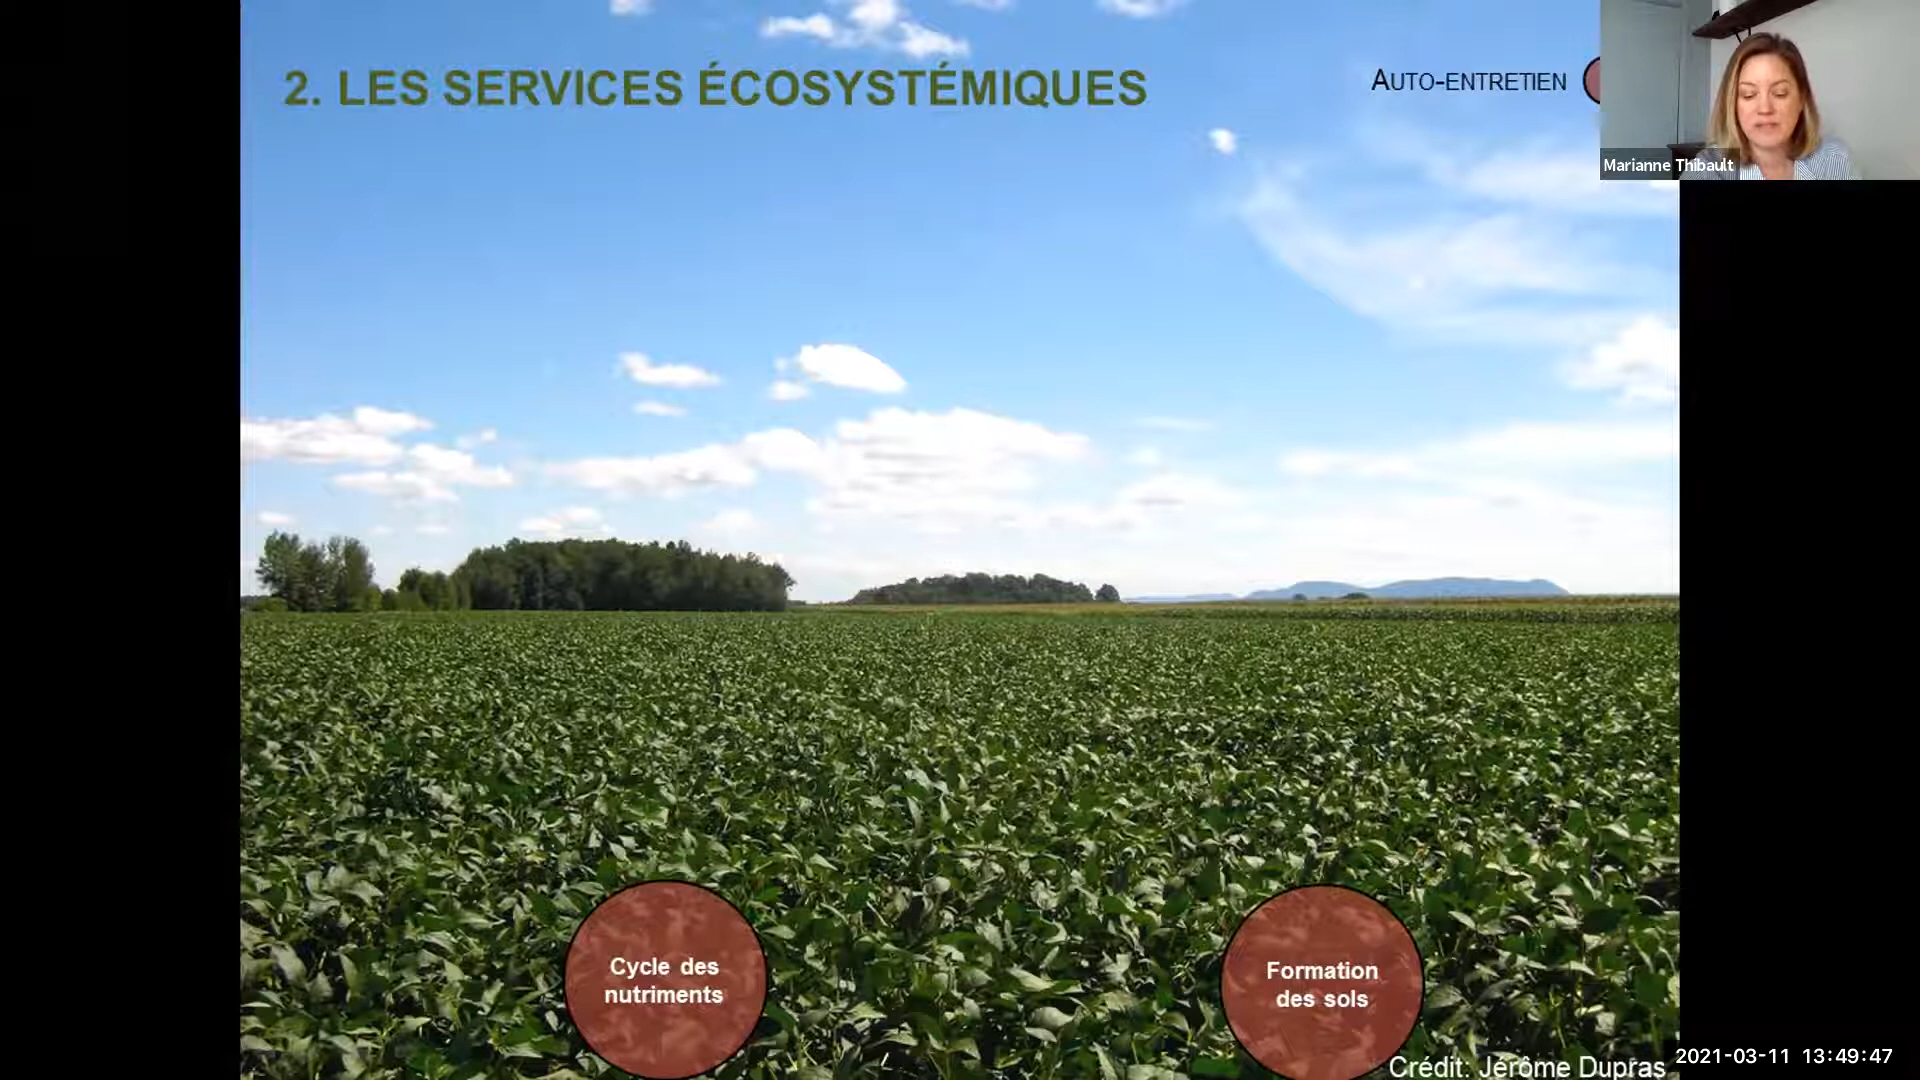 2. LES SERVICES ÉCOSYSTÉMIQUES
AUTO-ENTRETIEN
Marianne Thibault
Cycle des
nutriments
Formation
des sols
Crédit: Jérôme Dupras
2021-03-11 13:49:47